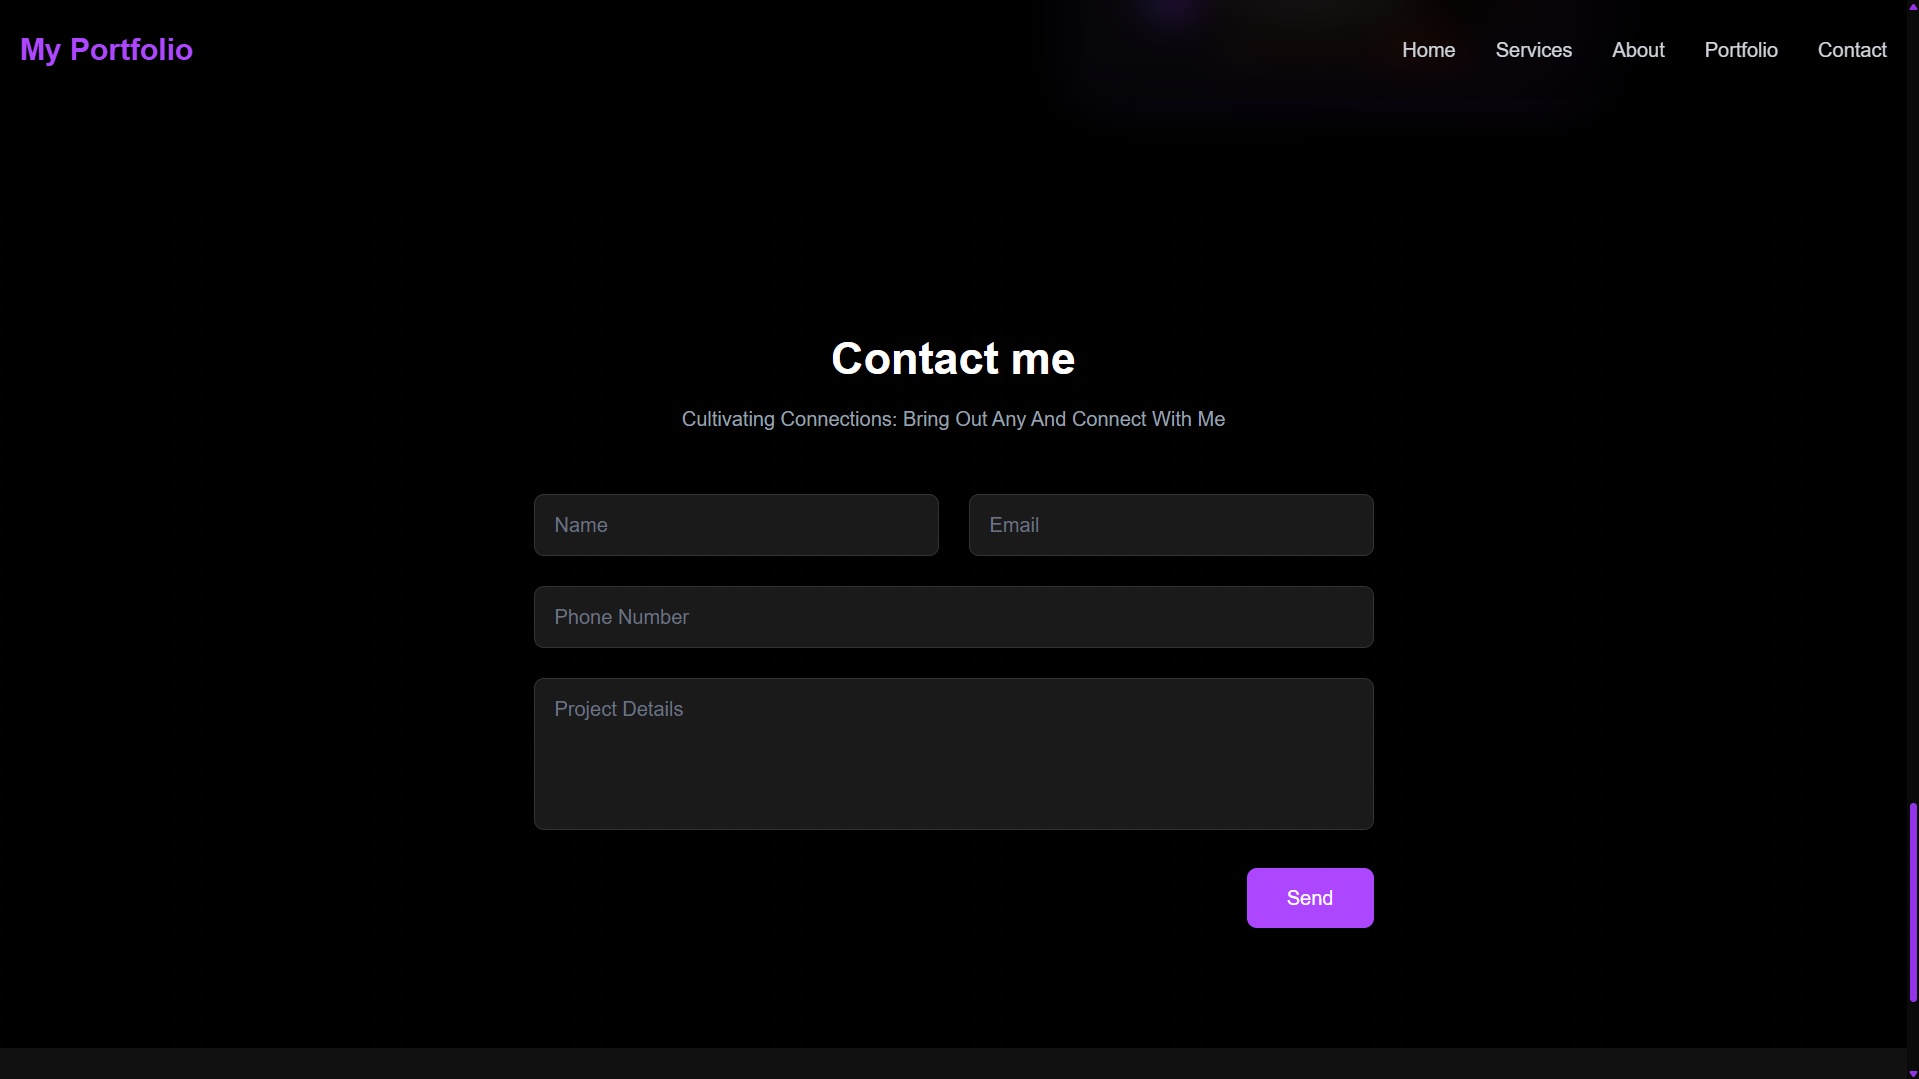 My Portfolio
Home Services About Portfolio Contact
Contact me
Cultivating Connections: Bring Out Any And Connect With Me
Name
Email
Phone Number
Project Details
Send